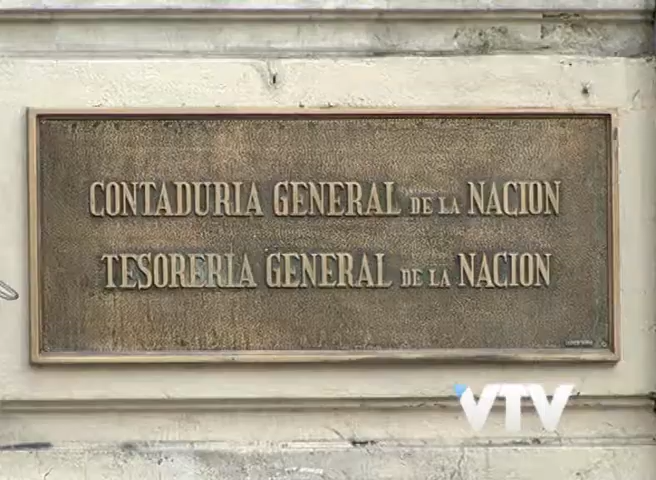 CONTADURIA GENERAL DE LA NACION
TESORERIA GENERAL DE LA NACION
VTV